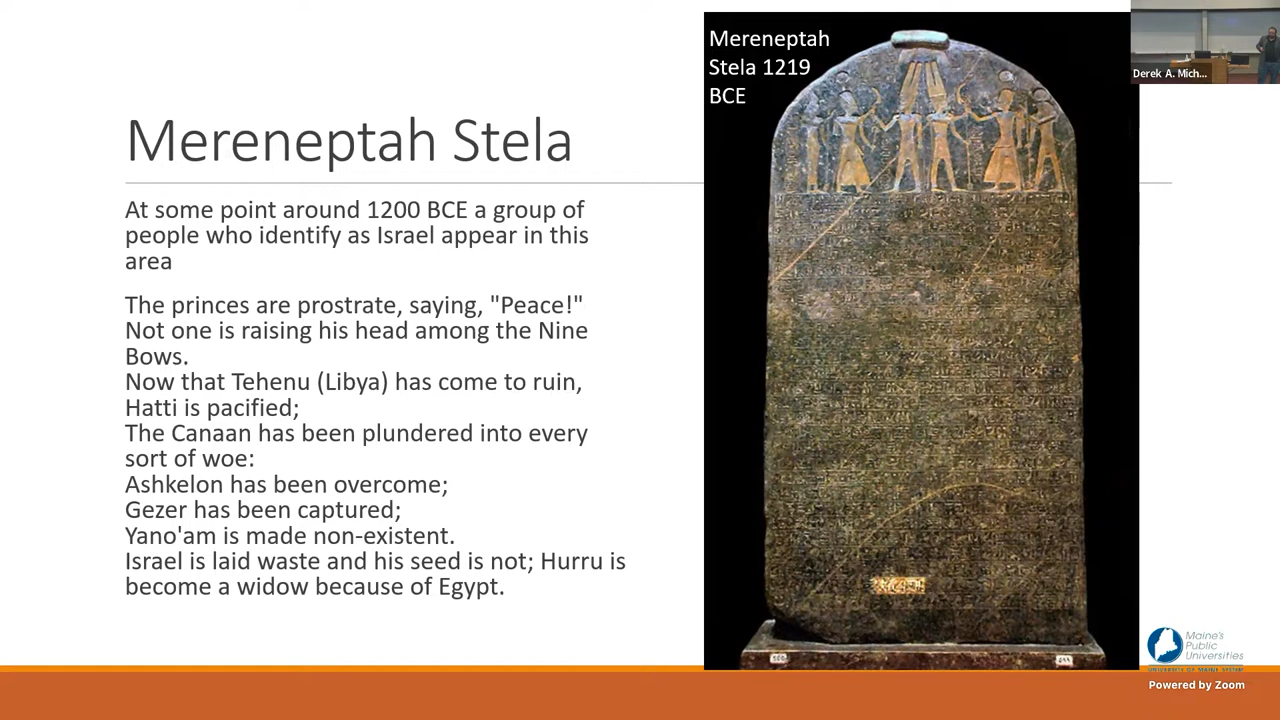 Mereneptah Stela
At some point around 1200 BCE a group of
people who identify as Israel appear in this
area
The princes are prostrate, saying, "Peace!"
Not one is raising his head among the Nine
Bows.
Now that Tehenu (Libya) has come to ruin,
Hatti is pacified;
The Canaan has been plundered into every
sort of woe:
Ashkelon has been overcome;
Gezer has been captured;
Yano'am is made non-existent.
Israel is laid waste and his seed is not; Hurru is
become a widow because of Egypt.
Mereneptah
Stela 1219
BCE
Derek A. Mich...
Maine's
Public
Universities
UNIVERSITY OF MAINE SYSTEM
Powered by Zoom